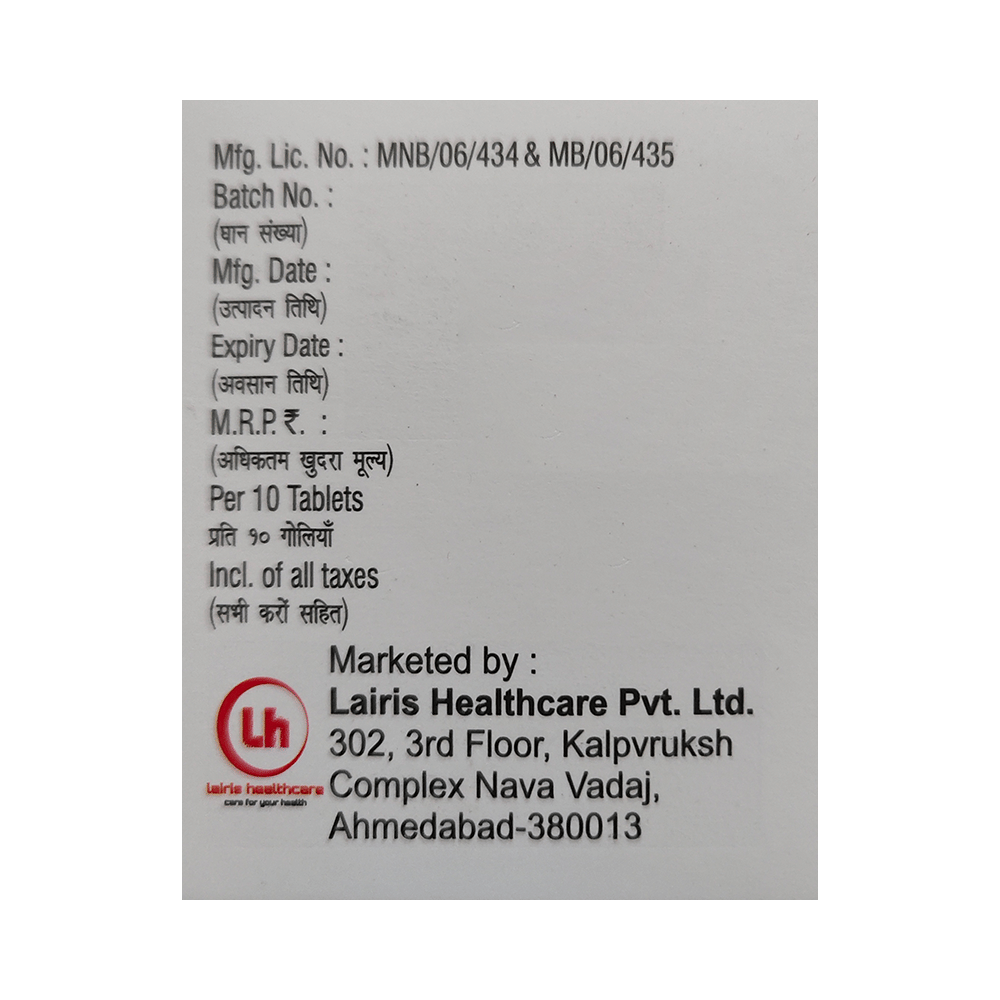 Mfg. Lic. No. : MNB/06/434 & MB/06/435
Batch No. :
(घान संख्या)
Mfg. Date :
(उत्पादन तिथि)
Expiry Date :
(अवसान तिथि)
M.R.P. ₹. :
(अधिकतम खुदरा मूल्य)
Per 10 Tablets
प्रति १० गोलियाँ
Incl. of all taxes
(सभी करों सहित)
Marketed by :
Lairis Healthcare Pvt. Ltd.
302, 3rd Floor, Kalpvruksh
Complex Nava Vadaj,
Ahmedabad-380013
Lh
lairis healthcare
care for your health